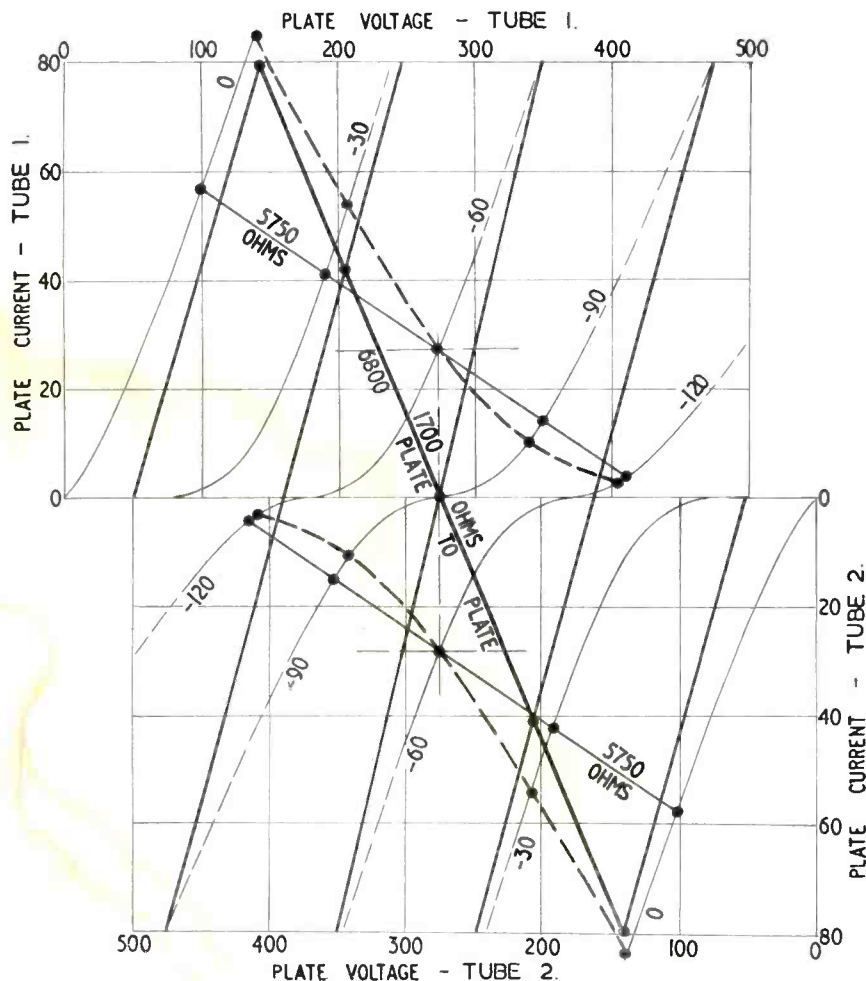 PLATE VOLTAGE - TUBE 1.
0 100 200 300 400 500
80
60
40
20
0
PLATE CURRENT - TUBE 1.
0
-30
-60
-90
-120
5750
OHMS
6800
1700
PLATE
OHMS
TO
PLATE
-120
-90
-60
-30
0
5750
OHMS
0
20
40
60
80
PLATE CURRENT - TUBE 2.
500 400 300 200 100 0
PLATE VOLTAGE - TUBE 2.